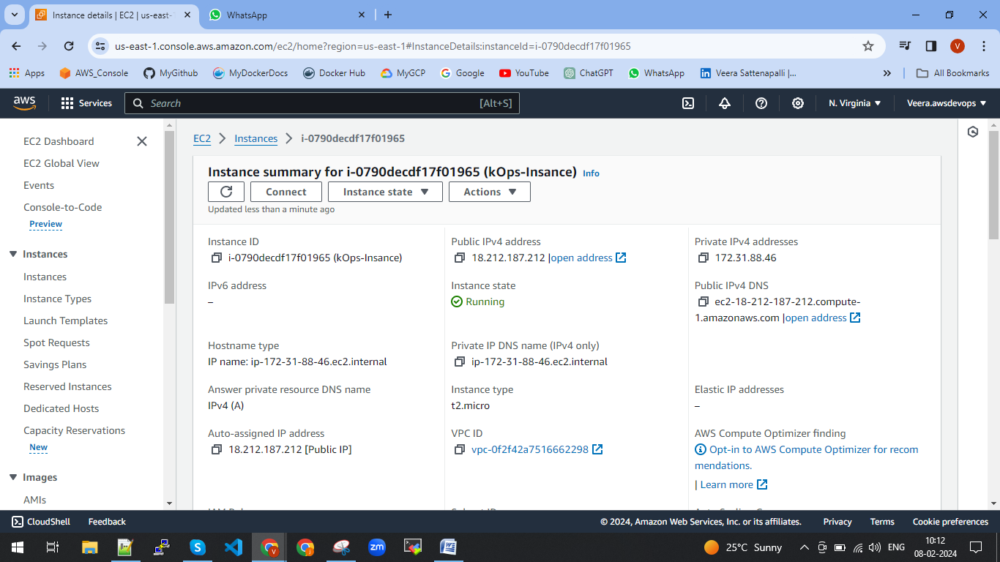 Instance details | EC2 | us-east-
WhatsApp
us-east-1.console.aws.amazon.com/ec2/home?region=us-east-1#InstanceDetails:instanceId=i-0790decdf17f01965
V
Apps
AWS_Console
MyGithub
MyDockerDocs
Docker Hub
MyGCP
Google
YouTube
ChatGPT
WhatsApp
Veera Sattenapalli |...
All Bookmarks
aws
Services
Search
[Alt+S]
N. Virginia
Veera.awsdevops
EC2 Dashboard
EC2 Global View
Events
Console-to-Code
Preview
Instances
Instances
Instance Types
Launch Templates
Spot Requests
Savings Plans
Reserved Instances
Dedicated Hosts
Capacity Reservations
New
Images
AMIs
EC2
Instances
i-0790decdf17f01965
Instance summary for i-0790decdf17f01965 (kOps-Insance) Info
Connect
Instance state
Actions
Updated less than a minute ago
Instance ID
i-0790decdf17f01965 (kOps-Insance)
Public IPv4 address
18.212.187.212 |open address
Private IPv4 addresses
172.31.88.46
IPv6 address
–
Instance state
Running
Public IPv4 DNS
ec2-18-212-187-212.compute-
1.amazonaws.com |open address
Hostname type
IP name: ip-172-31-88-46.ec2.internal
Private IP DNS name (IPv4 only)
ip-172-31-88-46.ec2.internal
Answer private resource DNS name
IPv4 (A)
Instance type
t2.micro
Elastic IP addresses
–
Auto-assigned IP address
18.212.187.212 [Public IP]
VPC ID
vpc-0f2f42a7516662298
AWS Compute Optimizer finding
Opt-in to AWS Compute Optimizer for recom
mendations.
| Learn more
CloudShell
Feedback
© 2024, Amazon Web Services, Inc. or its affiliates.
Privacy
Terms
Cookie preferences
zm
25°C Sunny
ENG
10:12
08-02-2024